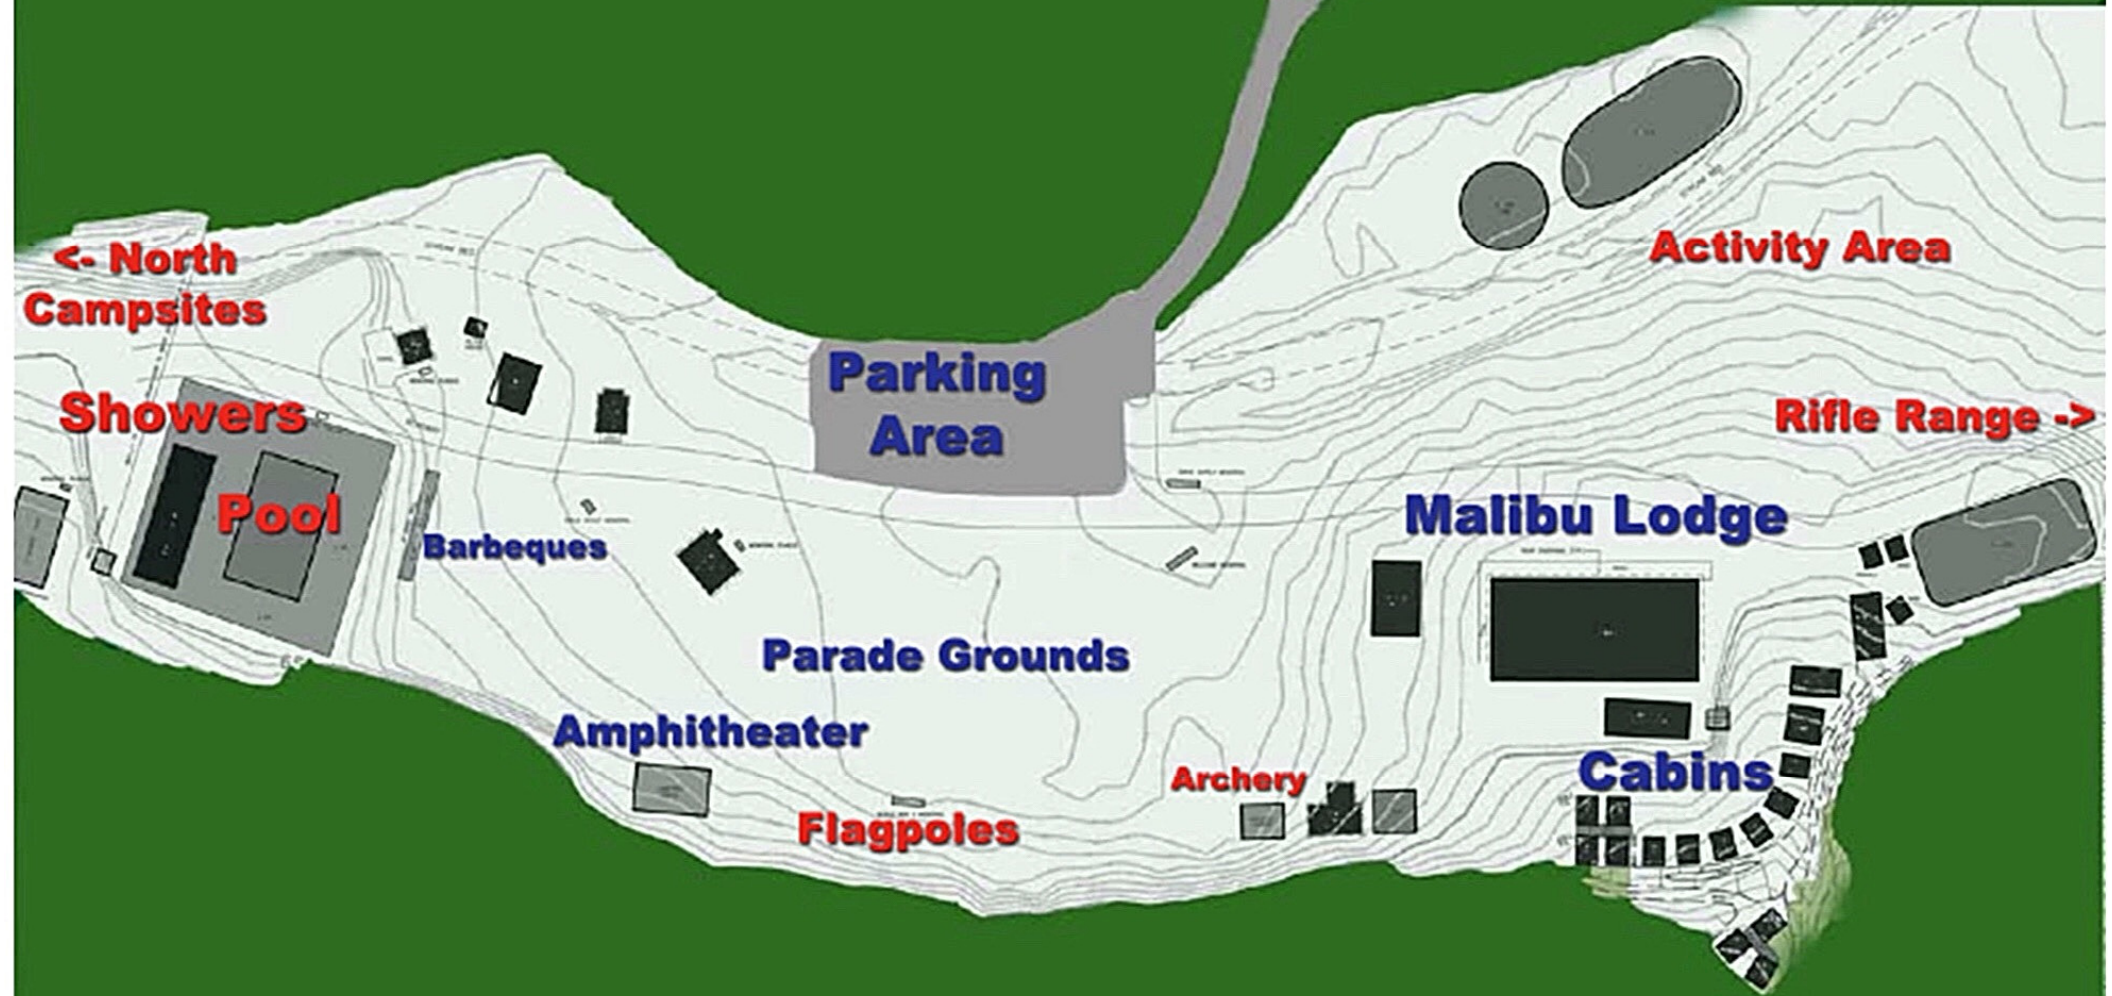 <- North
Campsites
Activity Area
Parking
Area
Showers
Rifle Range ->
Pool
Malibu Lodge
Barbeques
Parade Grounds
Amphitheater
Archery
Cabins
Flagpoles